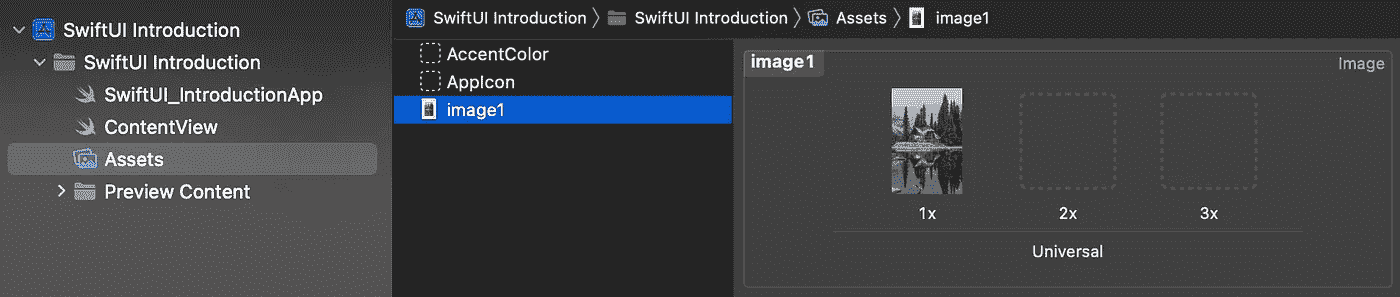 SwiftUI Introduction
SwiftUI Introduction
SwiftUI_IntroductionApp
ContentView
Assets
Preview Content
SwiftUI Introduction SwiftUI Introduction Assets image1
AccentColor
AppIcon
image1
image1 Image
1x 2x 3x
Universal